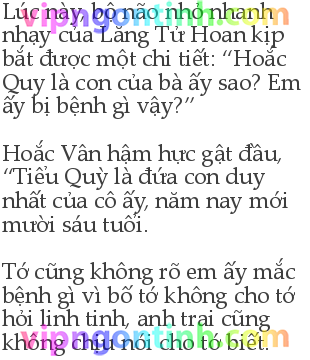 Lúc này, bộ não nhỏ nhanh
nhạy của Lăng Tử Hoan kịp
bắt được một chi tiết: “Hoắc
Quy là con của bà ấy sao? Em
ấy bị bệnh gì vậy?”
Hoắc Vân hậm hực gật đầu,
“Tiểu Quỳ là đứa con duy
nhất của cô ấy, năm nay mới
mười sáu tuổi.
Tớ cũng không rõ em ấy mắc
bệnh gì vì bố tớ không cho tớ
hỏi linh tinh, anh trai cũng
không chịu nói cho tớ biết.
vipngontinh.com
vipngontinh.com